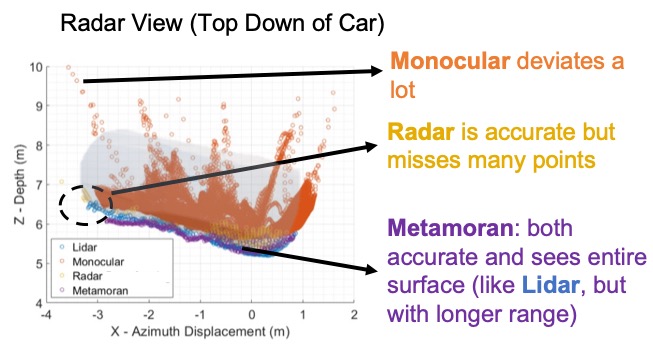 Radar View (Top Down of Car)
Monocular deviates a
lot
Radar is accurate but
misses many points
Metamoran: both
accurate and sees entire
surface (like Lidar, but
with longer range)
10
9
8
7
6
5
4
Z - Depth (m)
Lidar
Monocular
Radar
Metamoran
-4 -3 -2 -1 0 1 2
X - Azimuth Displacement (m)